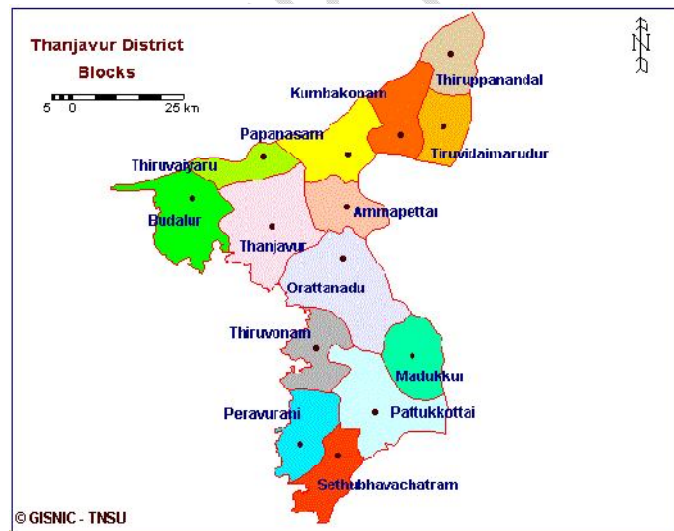 Thanjavur District
Blocks
5 0 25 km
N
Thiruppanandal
Kumbakonam
Papanasam
Tiruvidaimarudur
Thiruvaiyaru
Budalur
Ammapettai
Thanjavur
Orattanadu
Thiruvonam
Madukkur
Peravurani
Pattukkottai
Sethubhavachatram
© GISNIC - TNSU